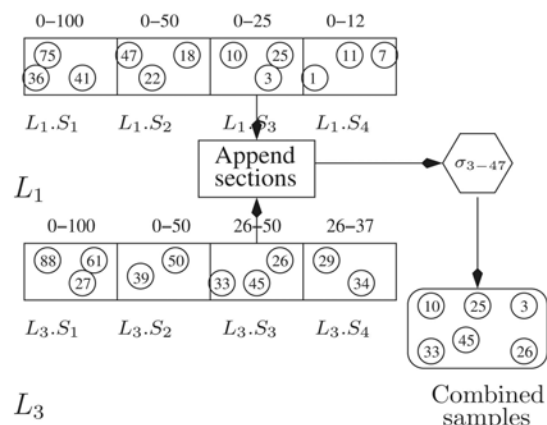 0–100 0–50 0–25 0–12
75 47 18 10 25 11 7
36 41 22 3 1
L₁.S₁ L₁.S₂ L₁.S₃ L₁.S₄
Append
sections
σ₃₋₄₇
L₁
0–100 0–50 26–50 26–37
88 61 50 26 29
27 39 33 45 34
L₃.S₁ L₃.S₂ L₃.S₃ L₃.S₄
10 25 3
33 45 26
L₃
Combined
samples